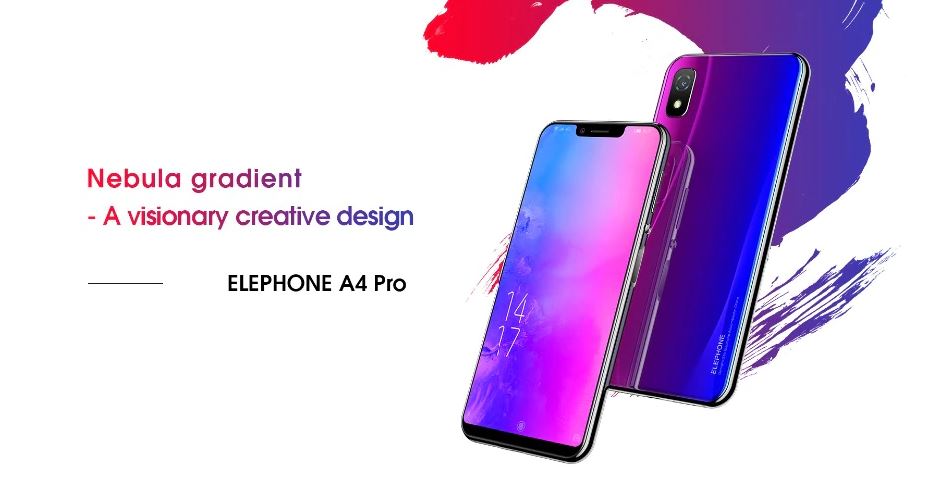 Nebula gradient
- A visionary creative design
ELEPHONE A4 Pro
14
17
ELEPHONE